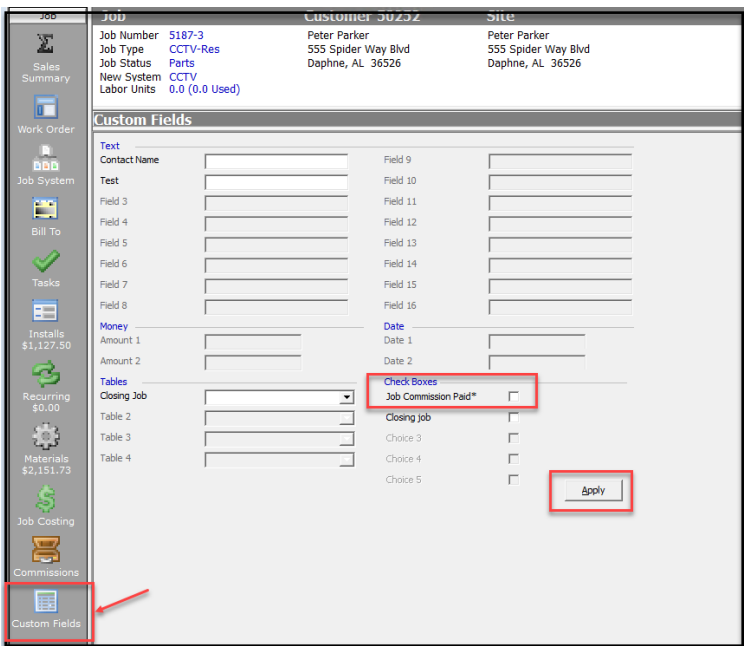 Job
Sales
Summary
Work Order
Job System
Bill To
Tasks
Installs
$1,127.50
Recurring
$0.00
Materials
$2,151.73
Job Costing
Commissions
Custom Fields
Job Customer 50252 Site
Job Number 5187-3 Peter Parker Peter Parker
Job Type CCTV-Res 555 Spider Way Blvd 555 Spider Way Blvd
Job Status Parts Daphne, AL 36526 Daphne, AL 36526
New System CCTV
Labor Units 0.0 (0.0 Used)
Custom Fields
Text
Contact Name Field 9
Test Field 10
Field 3 Field 11
Field 4 Field 12
Field 5 Field 13
Field 6 Field 14
Field 7 Field 15
Field 8 Field 16
Money Date
Amount 1 Date 1
Amount 2 Date 2
Tables Check Boxes
Closing Job Job Commission Paid*
Table 2 Closing job
Table 3 Choice 3
Table 4 Choice 4
Choice 5
Apply